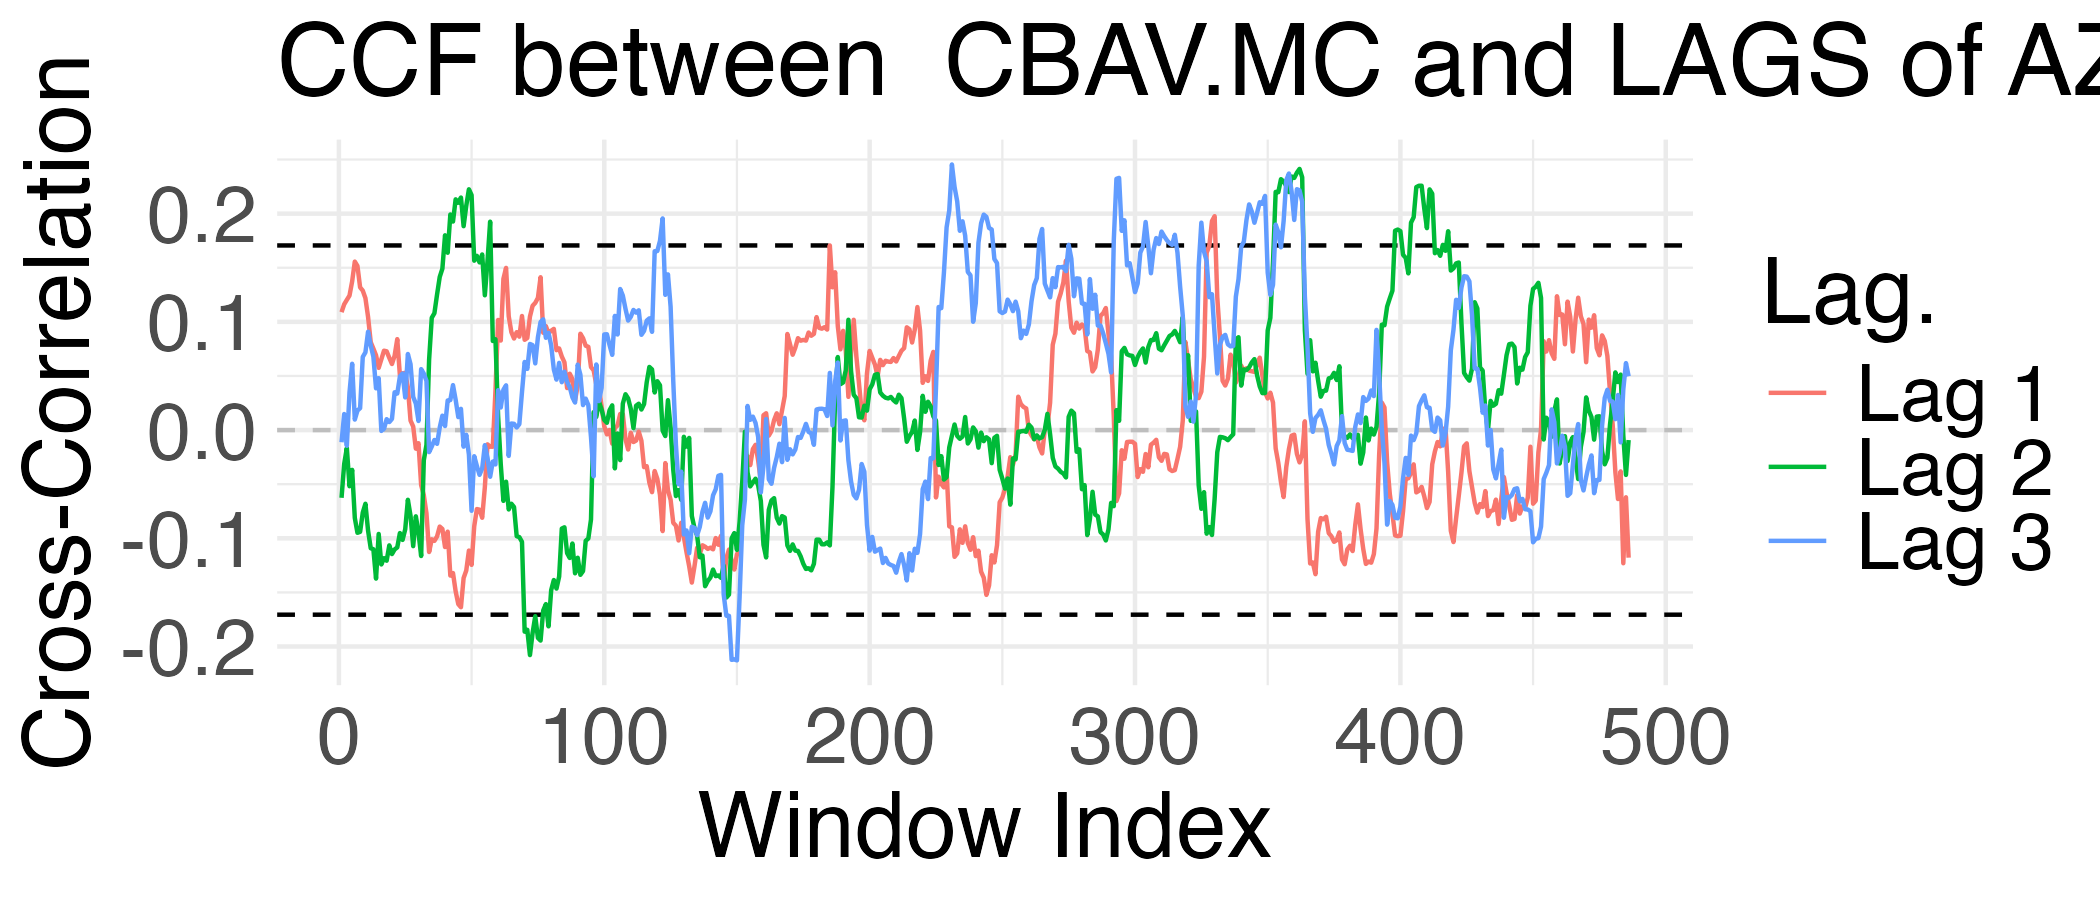 CCF between  CBAV.MC and LAGS of AZ
Cross-Correlation
0.2
0.1
0.0
-0.1
-0.2
0 100 200 300 400 500
Window Index
Lag.
Lag 1
Lag 2
Lag 3